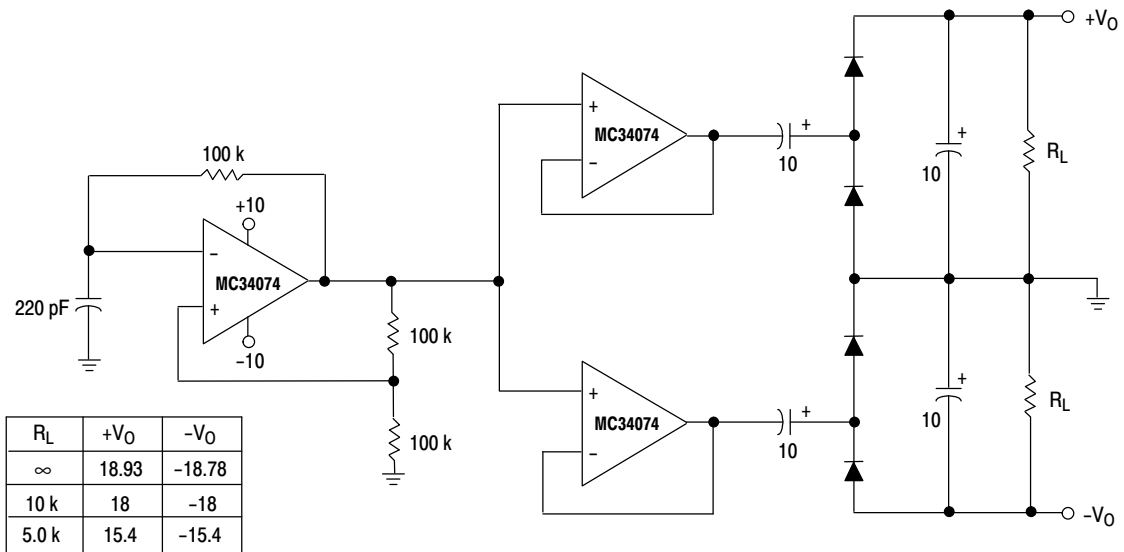 +V_O
+
MC34074
−
+
10
+
10
R_L
100 k
+10
−
MC34074
+
−10
220 pF
100 k
100 k
+
MC34074
−
+
10
+
10
R_L
−V_O
R_L +V_O −V_O
∞ 18.93 −18.78
10 k 18 −18
5.0 k 15.4 −15.4